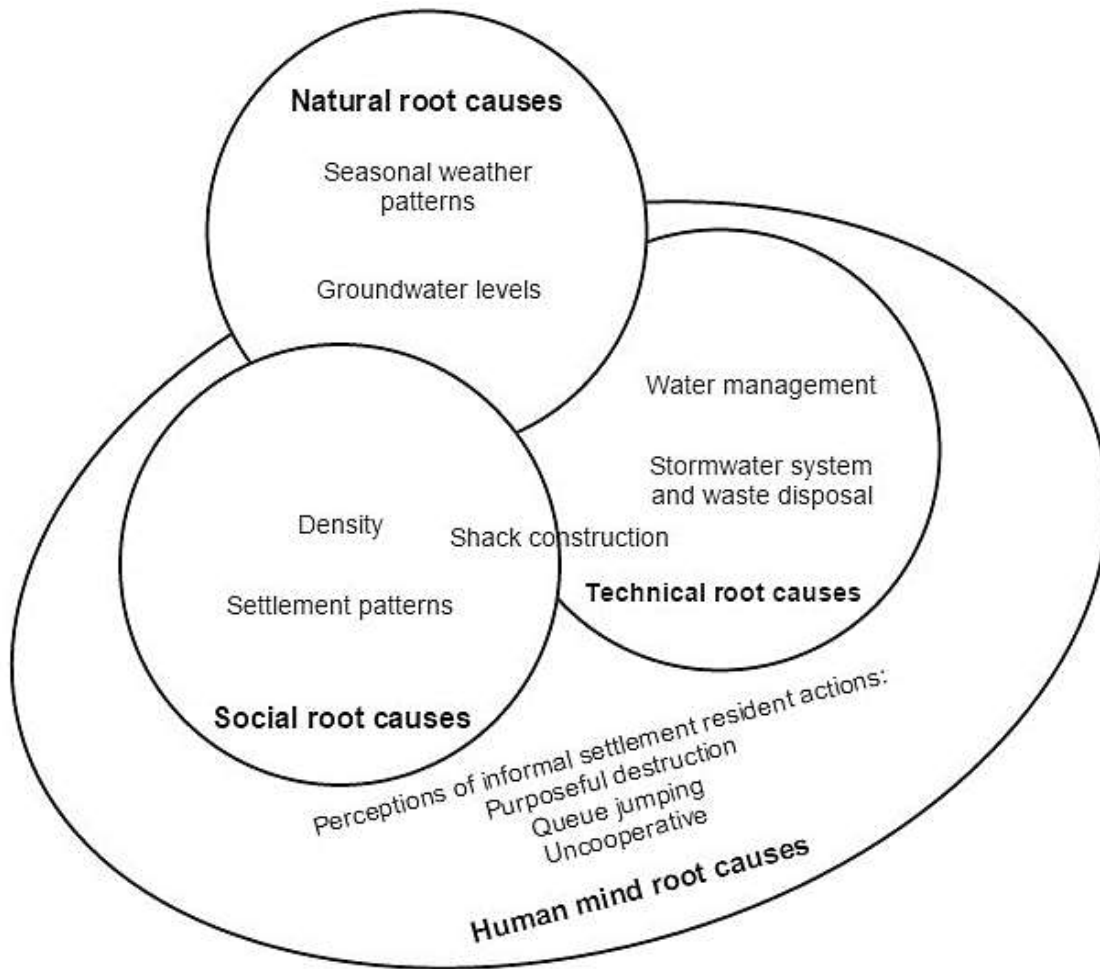 Natural root causes
Seasonal weather
patterns
Groundwater levels
Water management
Stormwater system
and waste disposal
Density
Shack construction
Settlement patterns
Technical root causes
Social root causes
Perceptions of informal settlement resident actions:
Purposeful destruction
Queue jumping
Uncooperative
Human mind root causes